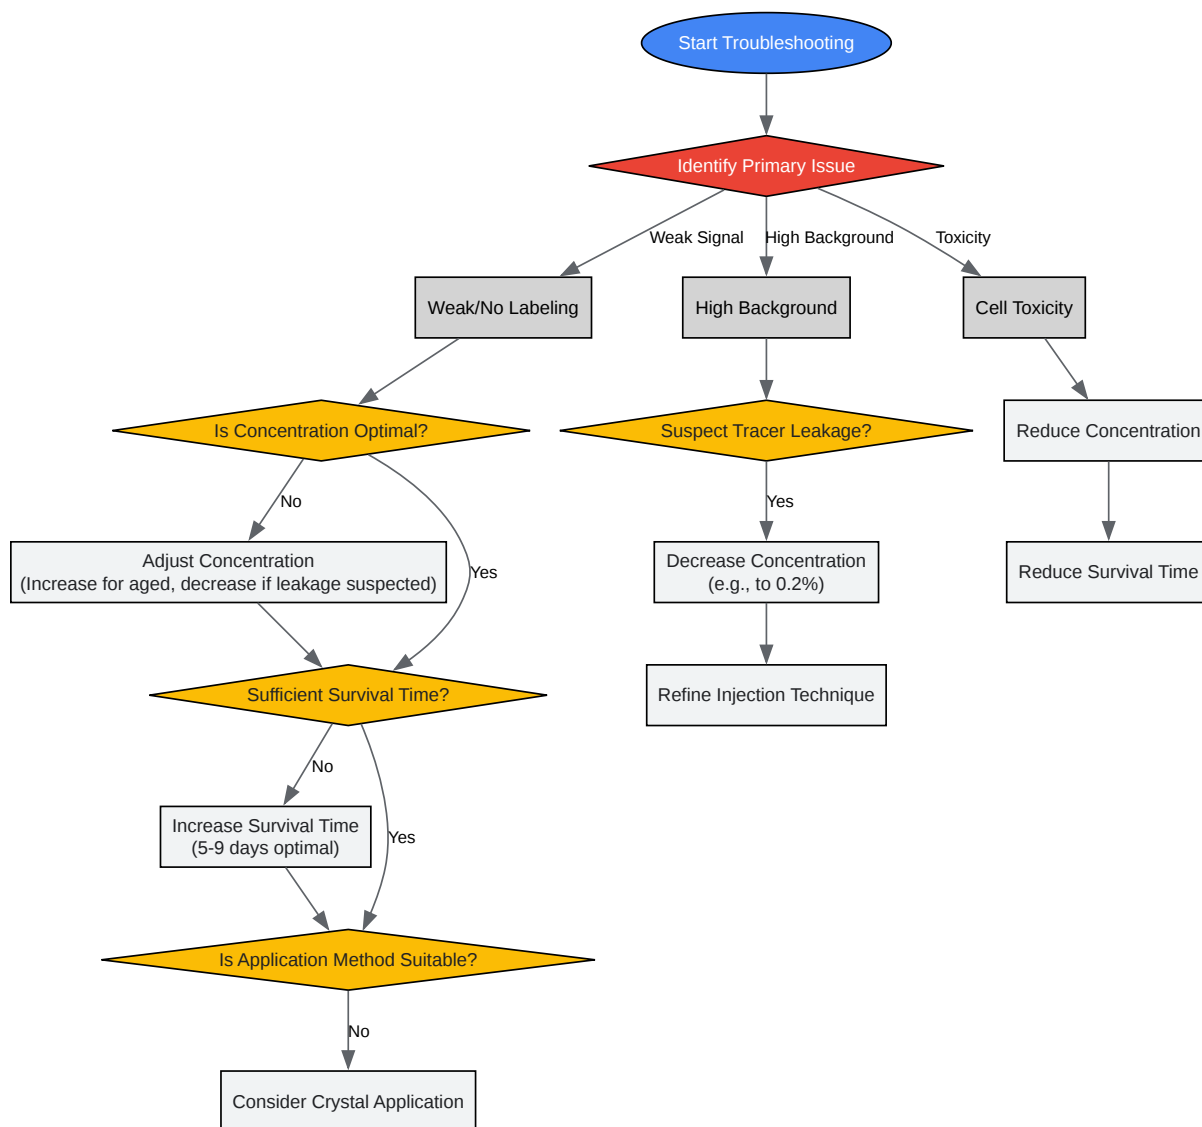 Start Troubleshooting
Identify Primary Issue
Weak Signal
High Background
Toxicity
Weak/No Labeling
High Background
Cell Toxicity
Is Concentration Optimal?
Suspect Tracer Leakage?
Reduce Concentration
No
Yes
Adjust Concentration
(Increase for aged, decrease if leakage suspected)
Yes
Decrease Concentration
(e.g., to 0.2%)
Reduce Survival Time
Sufficient Survival Time?
Refine Injection Technique
No
Increase Survival Time
(5-9 days optimal)
Yes
Is Application Method Suitable?
No
Consider Crystal Application